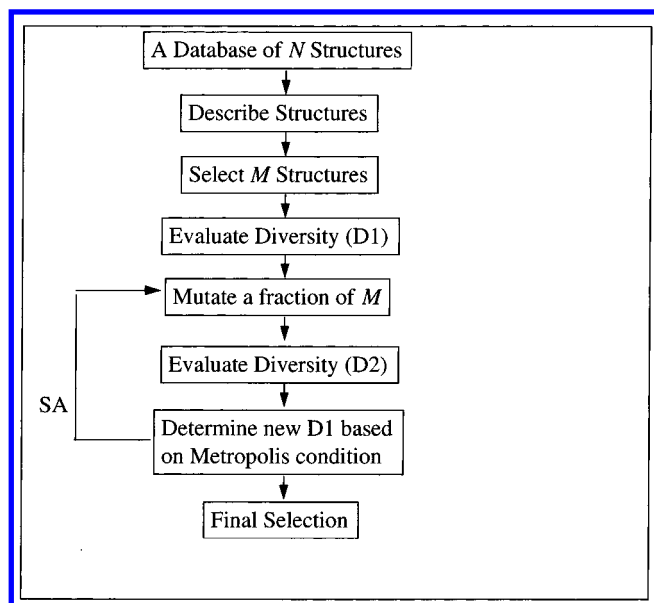 A Database of N Structures
Describe Structures
Select M Structures
Evaluate Diversity (D1)
Mutate a fraction of M
Evaluate Diversity (D2)
SA
Determine new D1 based
on Metropolis condition
Final Selection